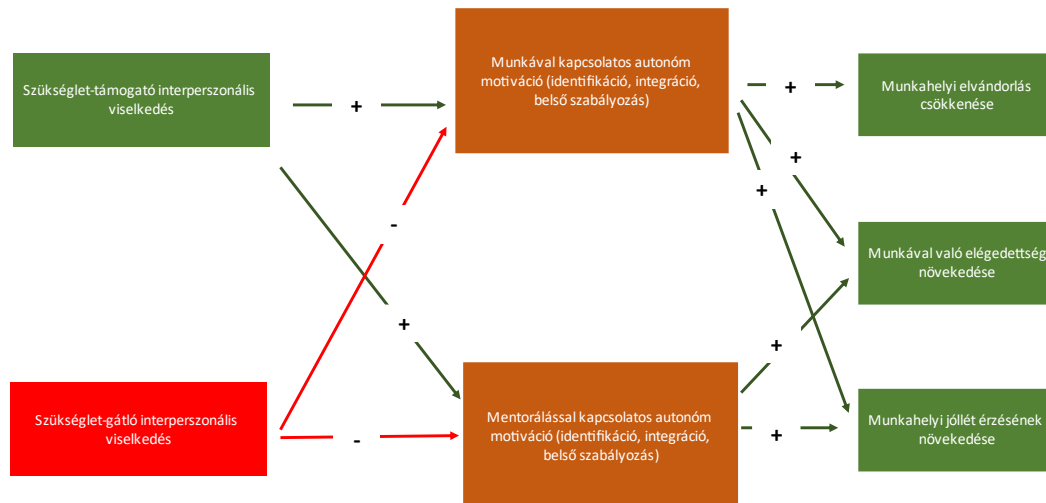 Szükséglet-támogató interperszonális
viselkedés
+
Munkával kapcsolatos autonóm
motiváció (identifikáció, integráció,
belső szabályozás)
+
Munkahelyi elvándorlás
csökkenése
+
+
-
Munkával való elégedettség
növekedése
+
+
Szükséglet-gátló interperszonális
viselkedés
-
Mentorálással kapcsolatos autonóm
motiváció (identifikáció, integráció,
belső szabályozás)
+
Munkahelyi jóllét érzésének
növekedése